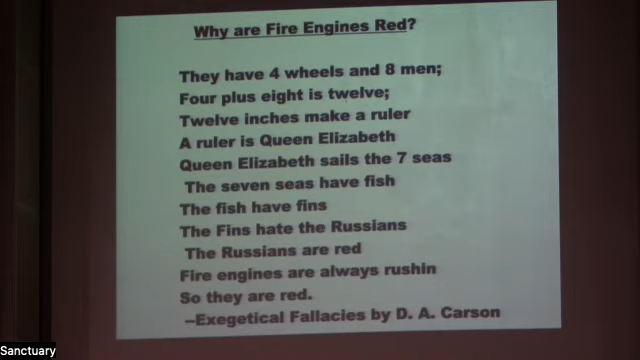 Why are Fire Engines Red?
They have 4 wheels and 8 men;
Four plus eight is twelve;
Twelve inches make a ruler
A ruler is Queen Elizabeth
Queen Elizabeth sails the 7 seas
The seven seas have fish
The fish have fins
The Fins hate the Russians
The Russians are red
Fire engines are always rushin
So they are red.
--Exegetical Fallacies by D. A. Carson
Sanctuary